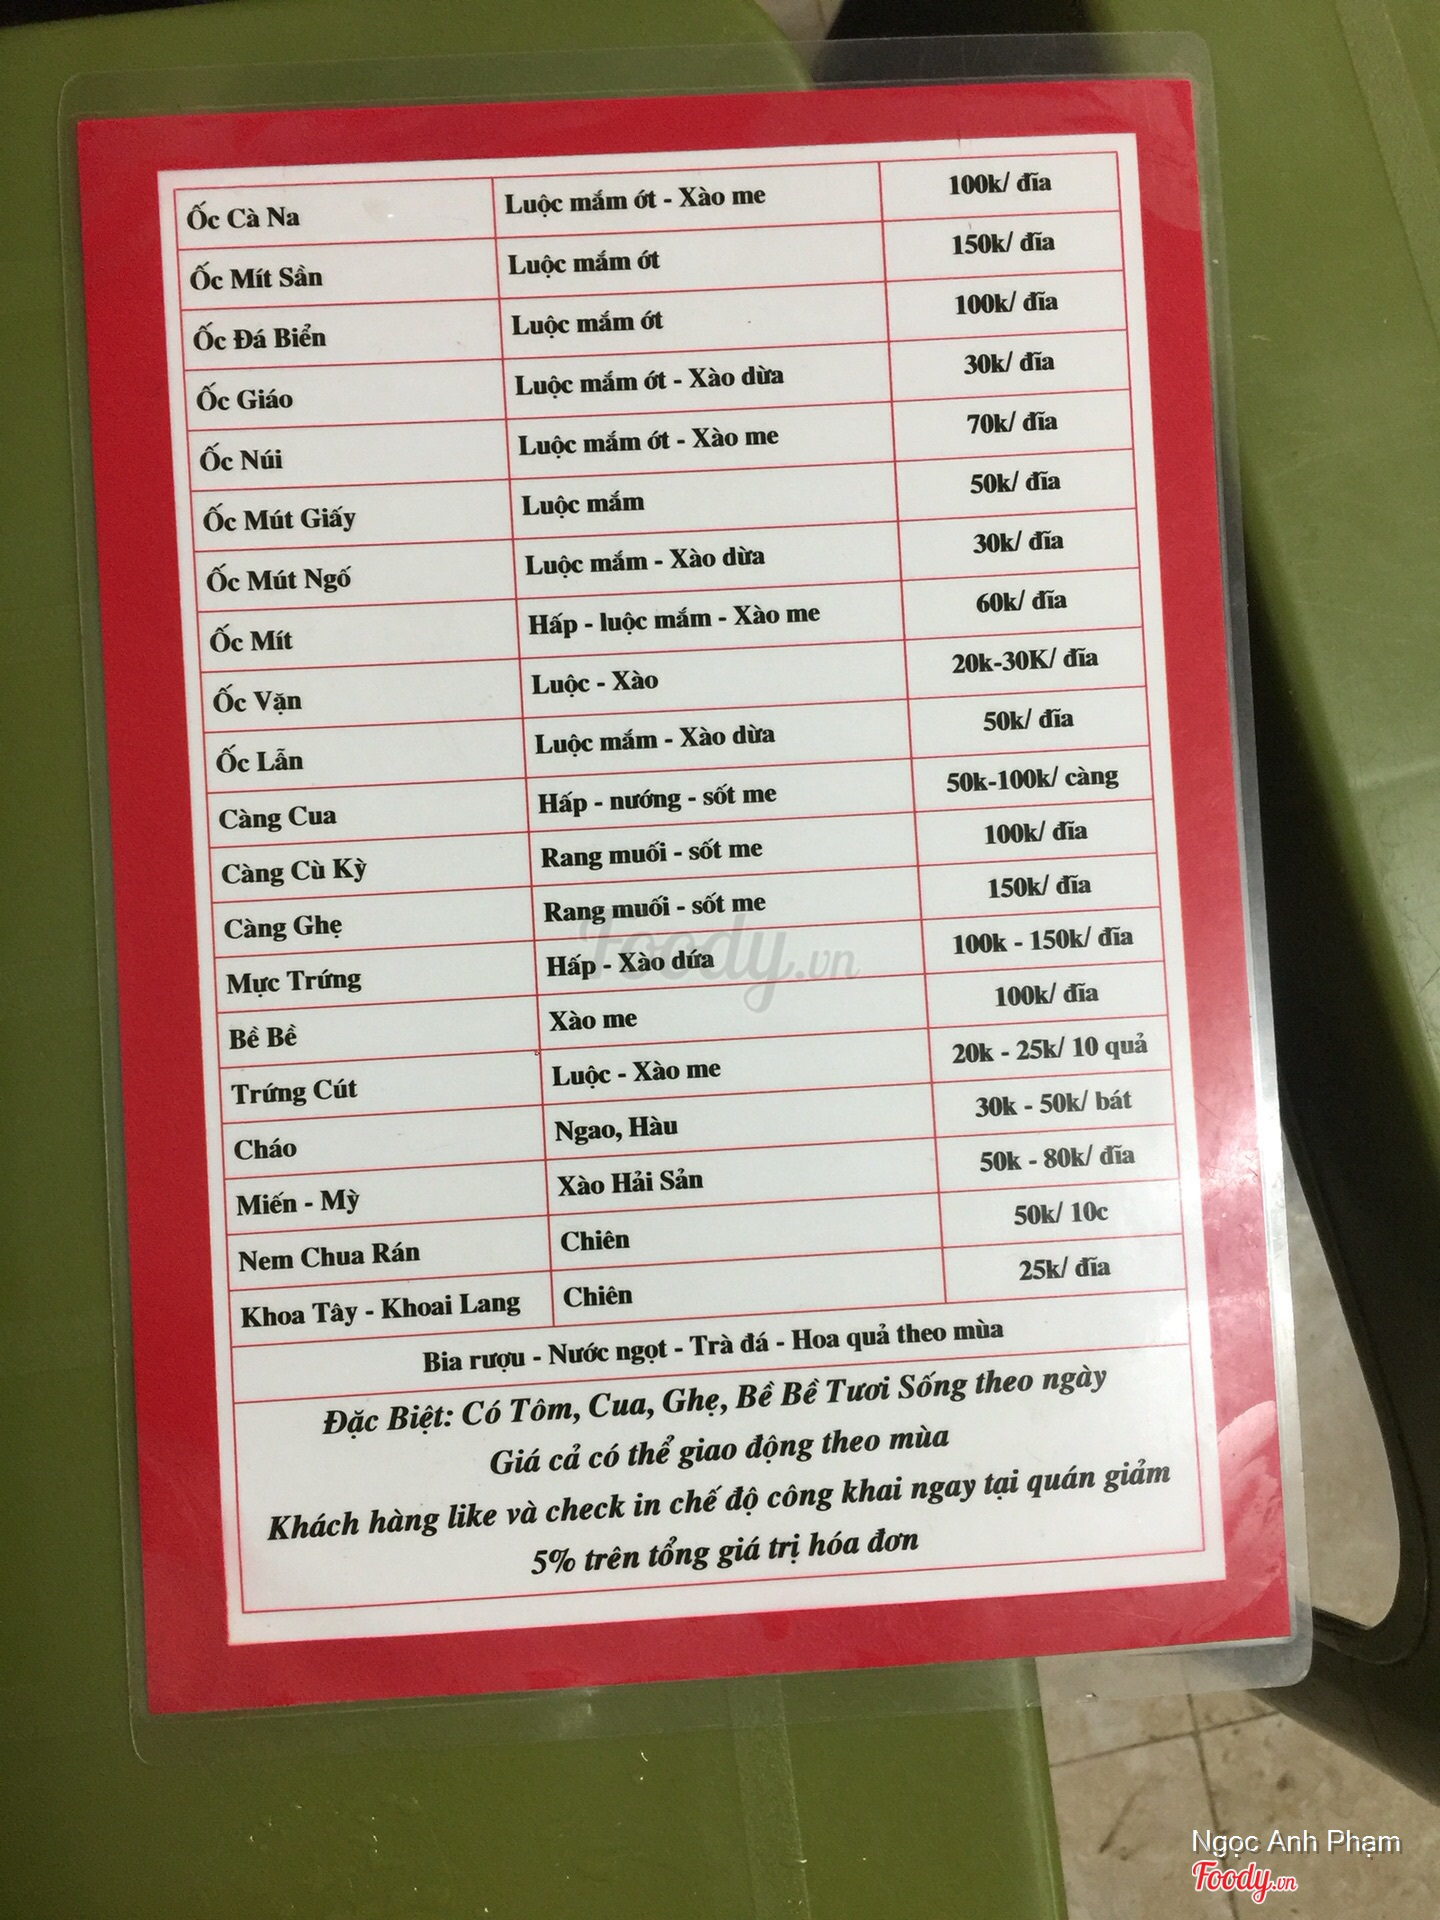 Ốc Cà Na Luộc mắm ớt - Xào me 100k/ đĩa
Ốc Mít Sần Luộc mắm ớt 150k/ đĩa
Ốc Đá Biển Luộc mắm ớt 100k/ đĩa
Ốc Giáo Luộc mắm ớt - Xào dừa 30k/ đĩa
Ốc Núi Luộc mắm ớt - Xào me 70k/ đĩa
Ốc Mút Giấy Luộc mắm 50k/ đĩa
Ốc Mút Ngố Luộc mắm - Xào dừa 30k/ đĩa
Ốc Mít Hấp - luộc mắm - Xào me 60k/ đĩa
Ốc Vặn Luộc - Xào 20k-30K/ đĩa
Ốc Lẫn Luộc mắm - Xào dừa 50k/ đĩa
Càng Cua Hấp - nướng - sốt me 50k-100k/ càng
Càng Cù Kỳ Rang muối - sốt me 100k/ đĩa
Càng Ghẹ Rang muối - sốt me 150k/ đĩa
Mực Trứng Hấp - Xào dứa 100k - 150k/ đĩa
Bề Bề Xào me 100k/ đĩa
Trứng Cút Luộc - Xào me 20k - 25k/ 10 quả
Cháo Ngao, Hàu 30k - 50k/ bát
Miến - Mỳ Xào Hải Sản 50k - 80k/ đĩa
Nem Chua Rán Chiên 50k/ 10c
Khoa Tây - Khoai Lang Chiên 25k/ đĩa
Bia rượu - Nước ngọt - Trà đá - Hoa quả theo mùa
Đặc Biệt: Có Tôm, Cua, Ghẹ, Bề Bề Tươi Sống theo ngày
Giá cả có thể giao động theo mùa
Khách hàng like và check in chế độ công khai ngay tại quán giảm
5% trên tổng giá trị hóa đơn
Foody.vn
Ngọc Anh Phạm
Foody.vn